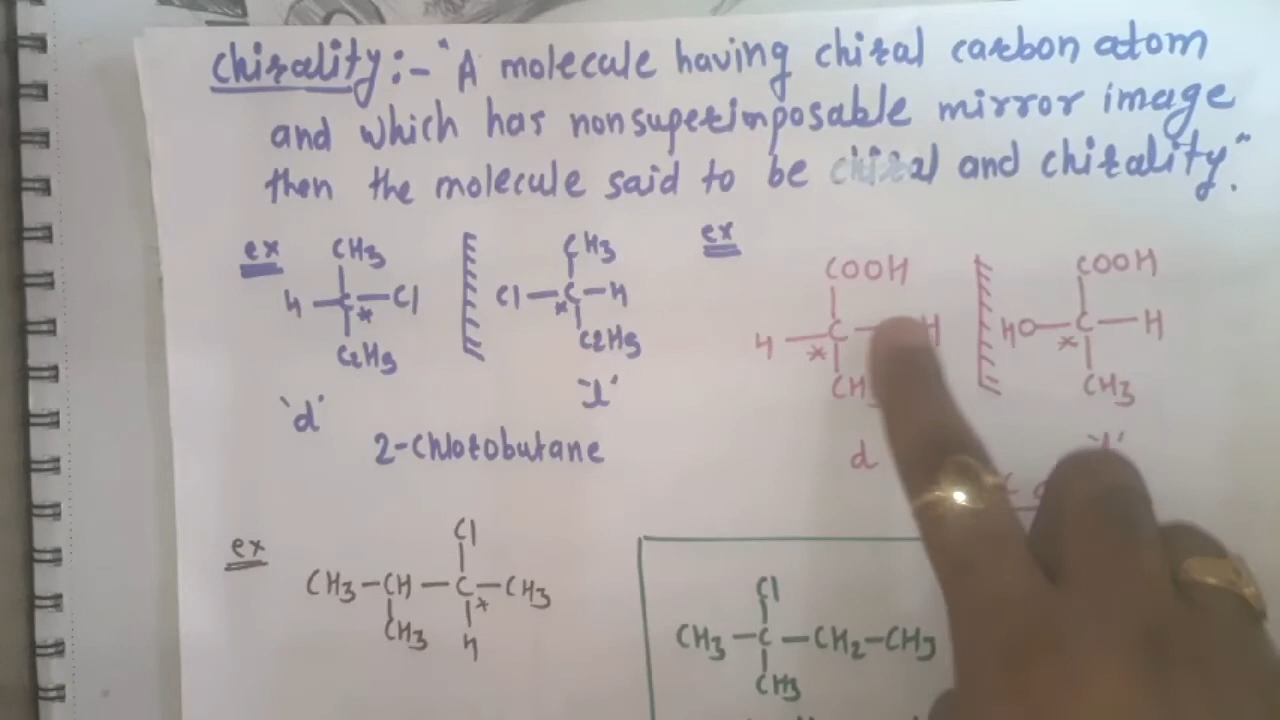 Chirality:- "A molecule having chiral carbon atom
and which has nonsuperimposable mirror image
then the molecule said to be chiral and chirality".
ex
CH3
H-C*-Cl
C2H5
'd'
CH3
Cl-C*-H
C2H5
'l'
2-Chlorobutane
ex
COOH
H-C*- H
CH3
d
COOH
HO-C*-H
CH3
'l'
ex
Cl
CH3-CH-C*-CH3
CH3 H
Cl
CH3-C-CH2-CH3
CH3